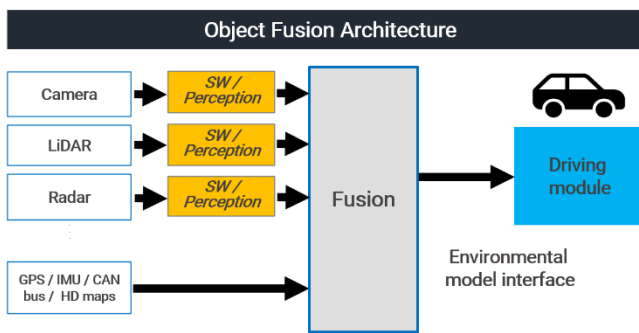 Object Fusion Architecture
Camera
SW /
Perception
LiDAR
SW /
Perception
Radar
SW /
Perception
GPS / IMU / CAN
bus / HD maps
Fusion
Driving
module
Environmental
model interface